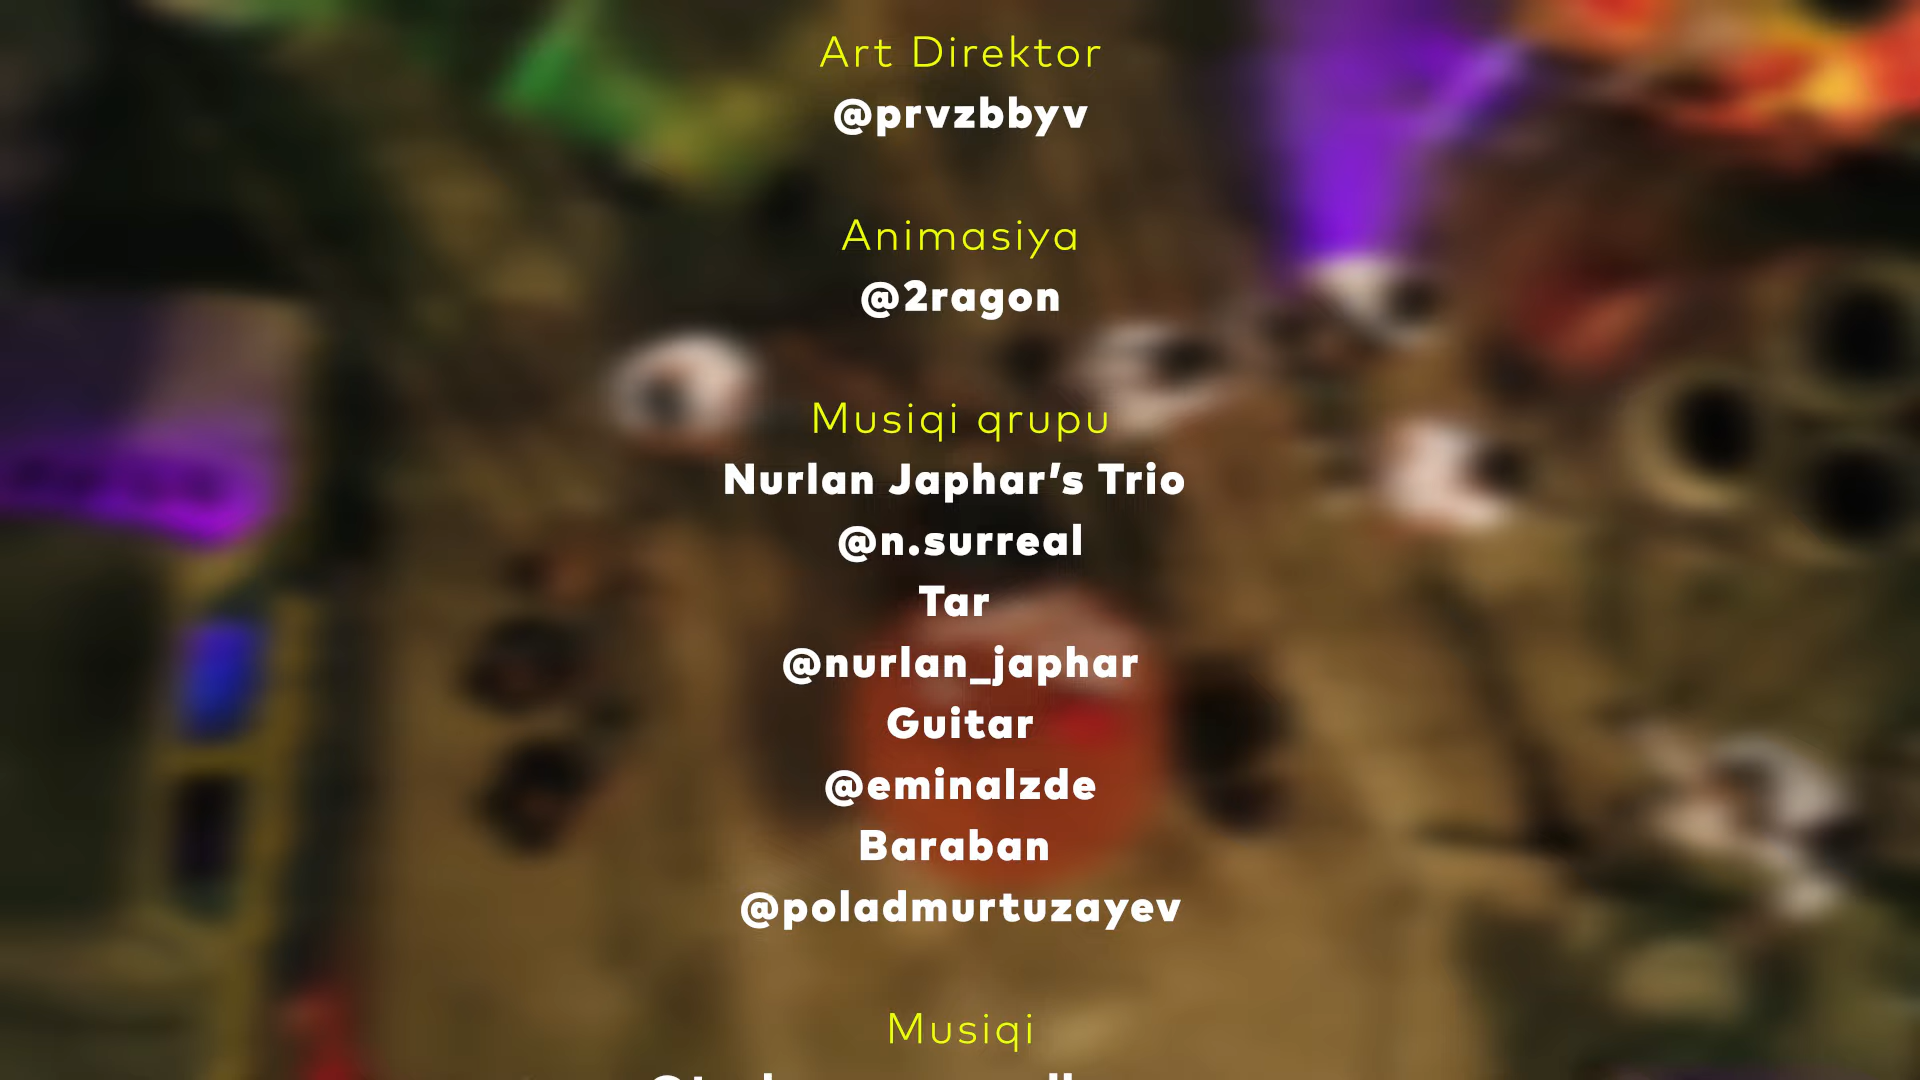 Art Direktor
@prvzbbyv
Animasiya
@2ragon
Musiqi qrupu
Nurlan Japhar’s Trio
@n.surreal
Tar
@nurlan_japhar
Guitar
@eminalzde
Baraban
@poladmurtuzayev
Musiqi